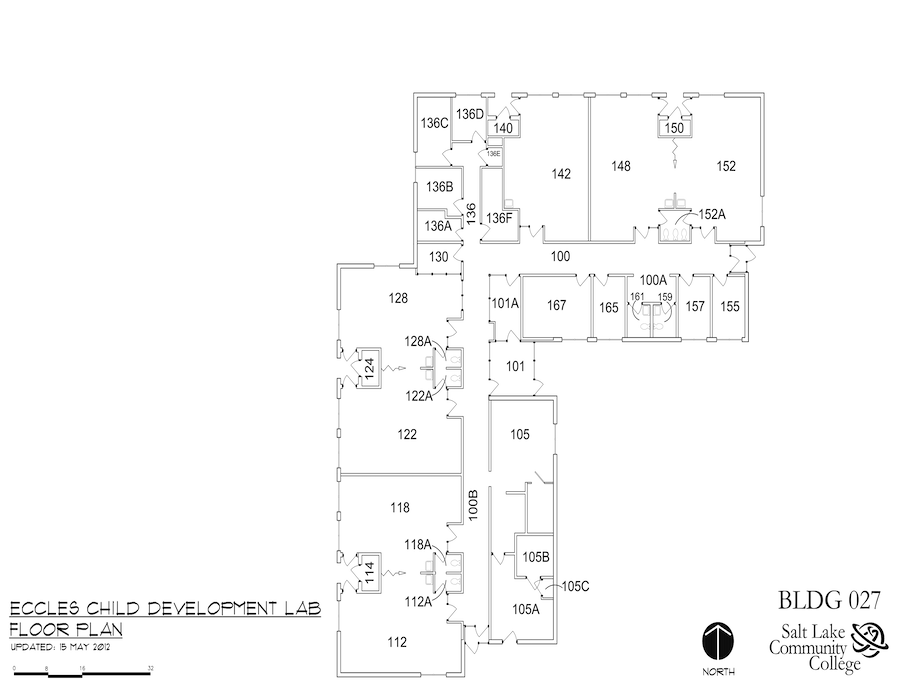 136D
136C
140
150
136E
142
148
152
136B
136
136F
136A
152A
130
100
100A
128
101A
167
165
161
159
157
155
128A
124
101
122A
122
105
118
100B
118A
105B
114
105C
112A
105A
112
ECCLES CHILD DEVELOPMENT LAB
FLOOR PLAN
UPDATED: 15 MAY 2012
0 8 16 32
NORTH
BLDG 027
Salt Lake
Community
College